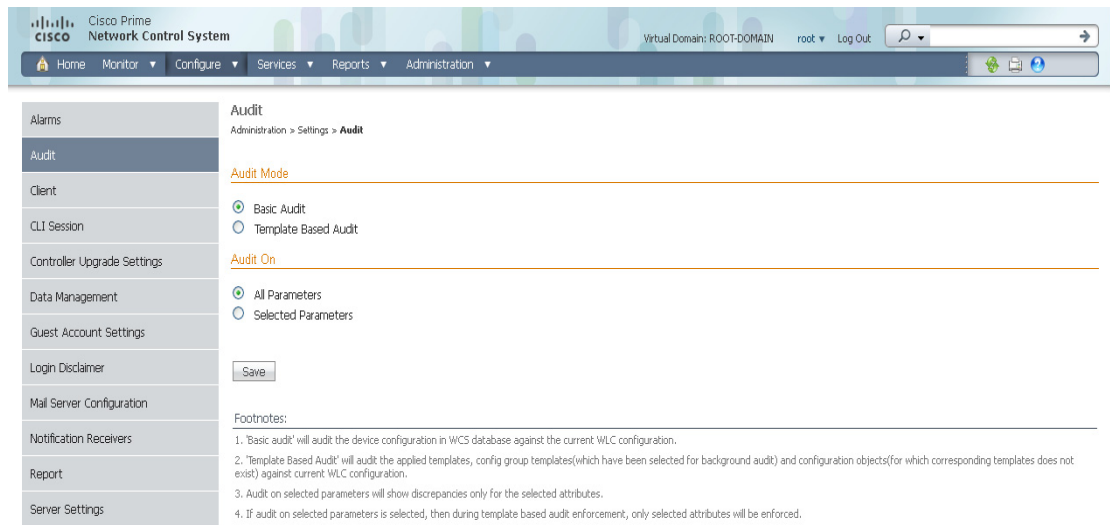 CISCO
Cisco Prime
Network Control System
Virtual Domain: ROOT-DOMAIN root ▼ Log Out
Home Monitor ▼ Configure ▼ Services ▼ Reports ▼ Administration ▼
Alarms
Audit
Client
CLI Session
Controller Upgrade Settings
Data Management
Guest Account Settings
Login Disclaimer
Mail Server Configuration
Notification Receivers
Report
Server Settings
Audit
Administration > Settings > Audit
Audit Mode
Basic Audit
Template Based Audit
Audit On
All Parameters
Selected Parameters
Save
Footnotes:
1. 'Basic audit' will audit the device configuration in WCS database against the current WLC configuration.
2. 'Template Based Audit' will audit the applied templates, config group templates(which have been selected for background audit) and configuration objects(for which corresponding templates does not
exist) against current WLC configuration.
3. Audit on selected parameters will show discrepancies only for the selected attributes.
4. If audit on selected parameters is selected, then during template based audit enforcement, only selected attributes will be enforced.